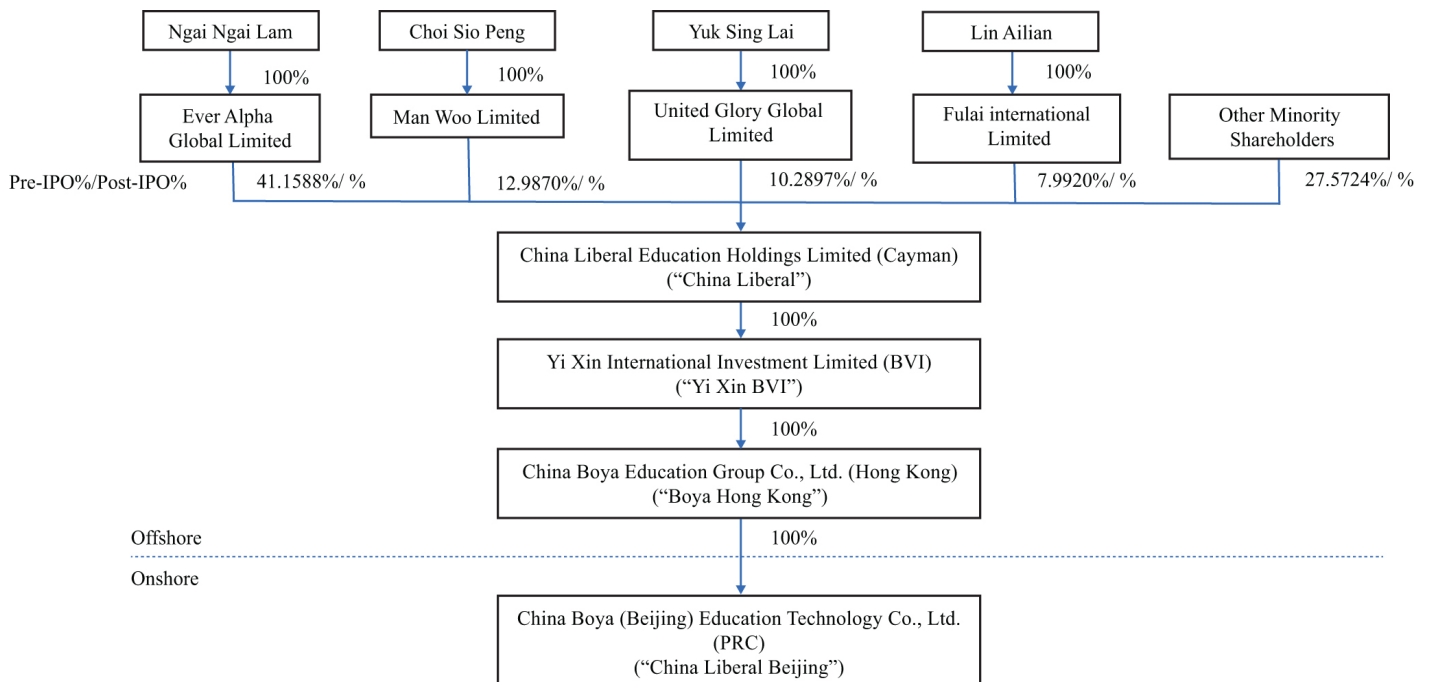 Ngai Ngai Lam
Choi Sio Peng
Yuk Sing Lai
Lin Ailian
100%
100%
100%
100%
Ever Alpha
Global Limited
Man Woo Limited
United Glory Global
Limited
Fulai international
Limited
Other Minority
Shareholders
Pre-IPO%/Post-IPO%
41.1588%/ %
12.9870%/ %
10.2897%/ %
7.9920%/ %
27.5724%/ %
China Liberal Education Holdings Limited (Cayman)
(“China Liberal”)
100%
Yi Xin International Investment Limited (BVI)
(“Yi Xin BVI”)
100%
China Boya Education Group Co., Ltd. (Hong Kong)
(“Boya Hong Kong”)
Offshore
100%
Onshore
China Boya (Beijing) Education Technology Co., Ltd.
(PRC)
(“China Liberal Beijing”)